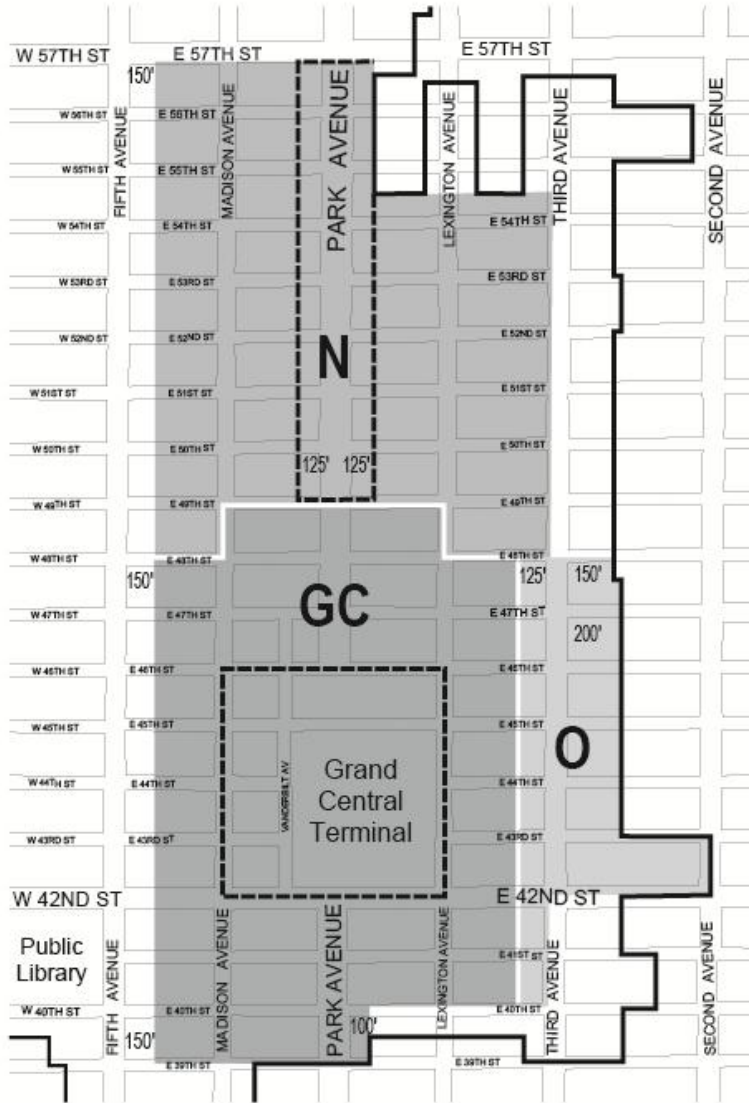 W 57TH ST
E 57TH ST
E 57TH ST
150'
W 56TH ST
E 56TH ST
FIFTH AVENUE
MADISON AVENUE
PARK AVENUE
LEXINGTON AVENUE
THIRD AVENUE
SECOND AVENUE
W 55TH ST
E 55TH ST
W 54TH ST
E 54TH ST
E 54TH ST
W 53RD ST
E 53RD ST
E 53RD ST
W 52ND ST
E 52ND ST
E 52ND ST
N
W 51ST ST
E 51ST ST
E 51ST ST
W 50TH ST
E 50TH ST
E 50TH ST
125'
125'
W 49TH ST
E 49TH ST
E 49TH ST
W 48TH ST
E 48TH ST
E 48TH ST
150'
125'
150'
GC
W 47TH ST
E 47TH ST
E 47TH ST
200'
W 46TH ST
E 46TH ST
E 46TH ST
W 45TH ST
E 45TH ST
E 45TH ST
O
VANDERBILT AV
Grand
Central
Terminal
W 44TH ST
E 44TH ST
E 44TH ST
W 43RD ST
E 43RD ST
E 43RD ST
W 42ND ST
E 42ND ST
Public
Library
FIFTH AVENUE
MADISON AVENUE
PARK AVENUE
LEXINGTON AVENUE
THIRD AVENUE
SECOND AVENUE
E 41ST ST
W 40TH ST
E 40TH ST
E 40TH ST
100'
150'
E 39TH ST
E 39TH ST